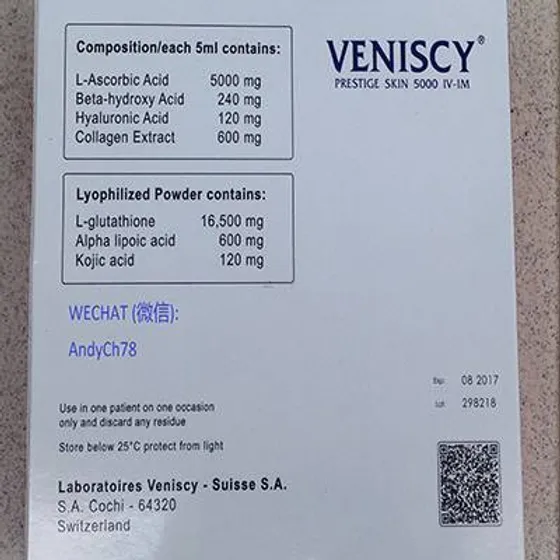 Composition/each 5ml contains:
L-Ascorbic Acid 5000 mg
Beta-hydroxy Acid 240 mg
Hyaluronic Acid 120 mg
Collagen Extract 600 mg
VENISCY®
PRESTIGE SKIN 5000 IV-IM
Lyophilized Powder contains:
L-glutathione 16,500 mg
Alpha lipoic acid 600 mg
Kojic acid 120 mg
WECHAT (微信):
AndyCh78
Exp: 08 2017
Lot: 298218
Use in one patient on one occasion
only and discard any residue
Store below 25°C protect from light
Laboratoires Veniscy - Suisse S.A.
S.A. Cochi - 64320
Switzerland